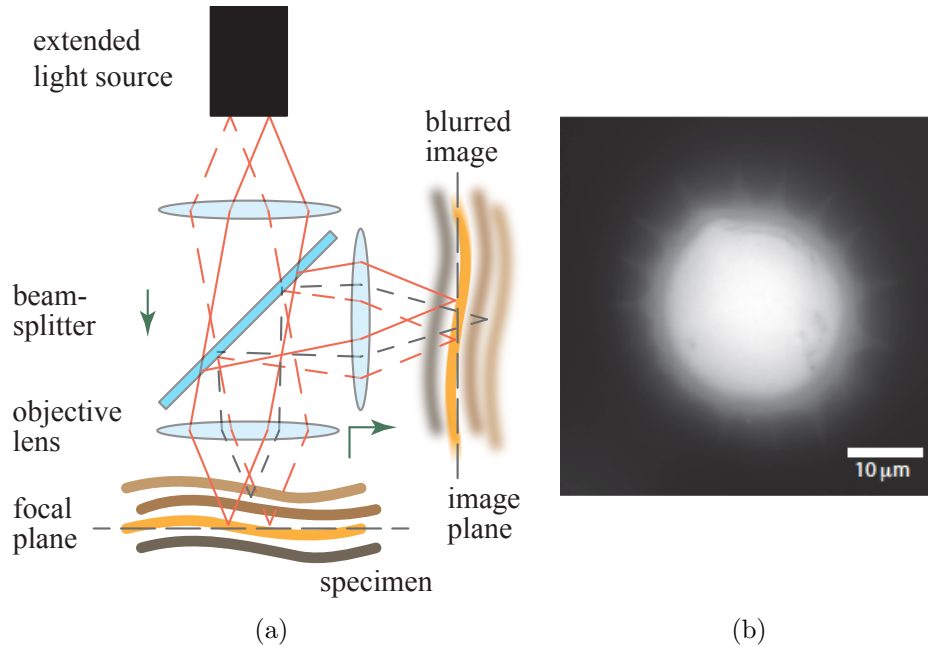 extended
light source
blurred
image
beam-
splitter
objective
lens
focal
plane
image
plane
specimen
10 μm
(a)
(b)